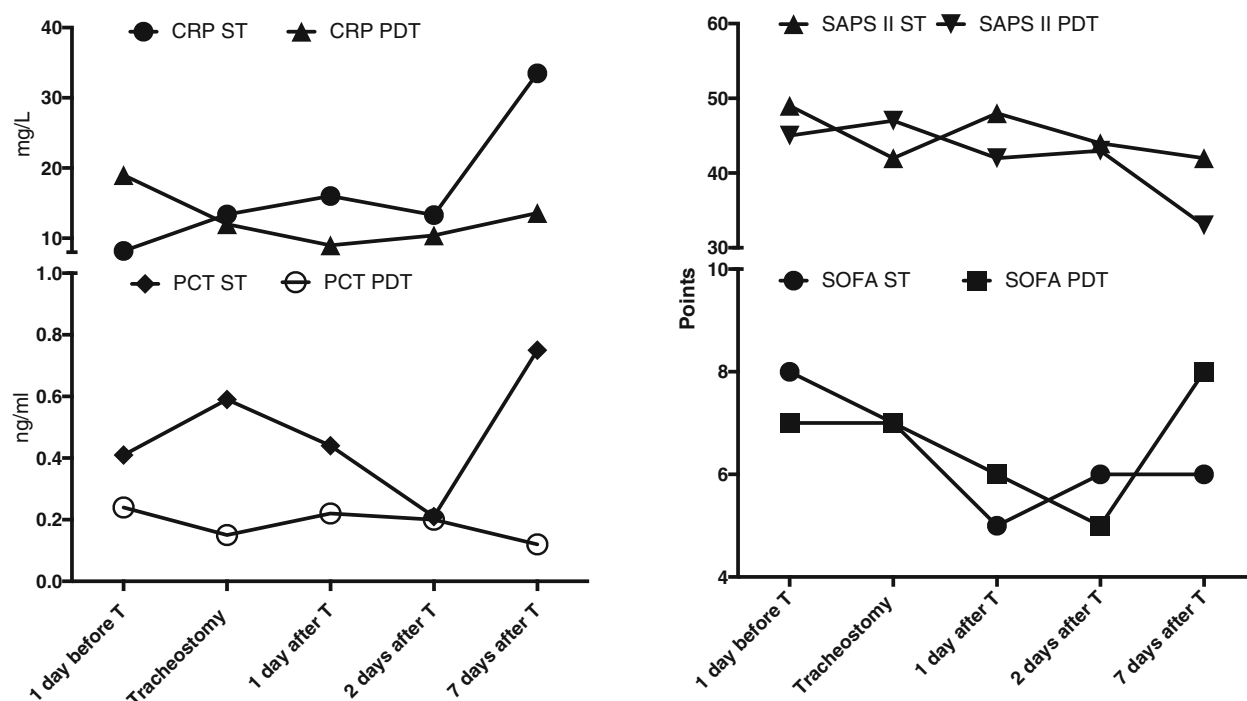 40
CRP ST
CRP PDT
30
mg/L
20
10
1.0
PCT ST
PCT PDT
0.8
0.6
ng/ml
0.4
0.2
0.0
1 day before T
Tracheostomy
1 day after T
2 days after T
7 days after T
60
SAPS II ST
SAPS II PDT
50
40
30
10
SOFA ST
SOFA PDT
Points
8
6
4
1 day before T
Tracheostomy
1 day after T
2 days after T
7 days after T